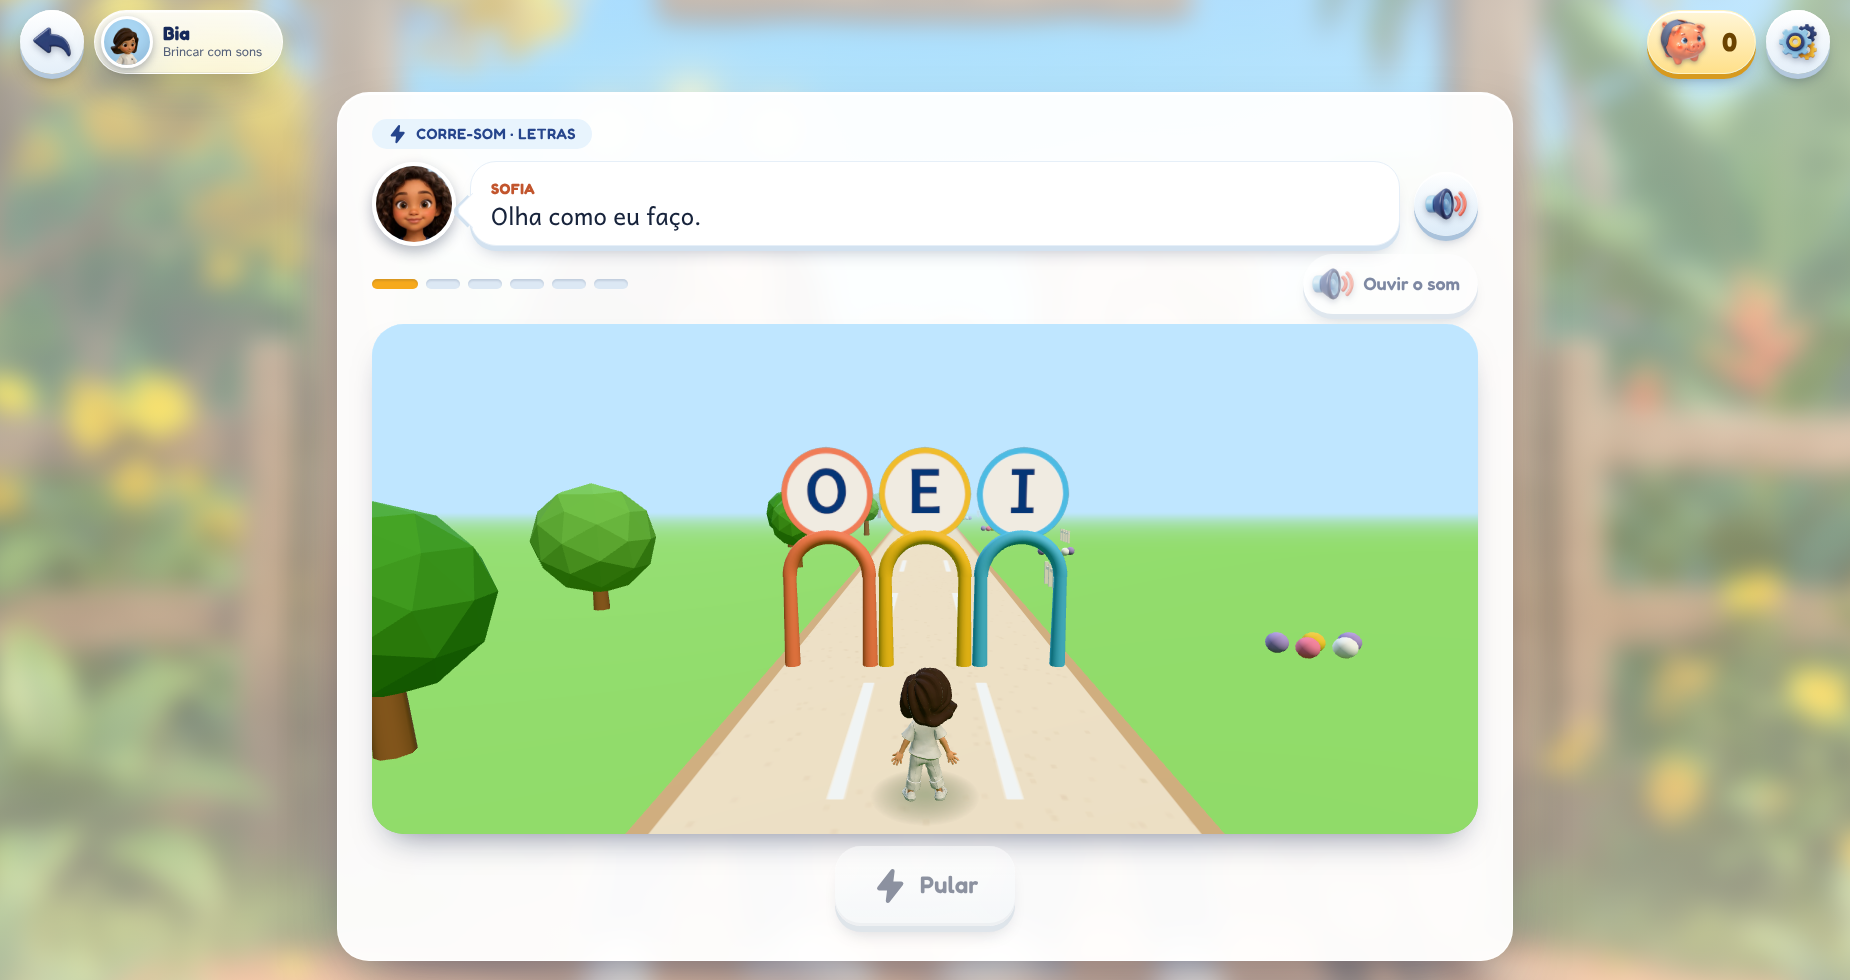 Bia
Brincar com sons
0
CORRE-SOM · LETRAS
SOFIA
Olha como eu faço.
Ouvir o som
O E I
Pular